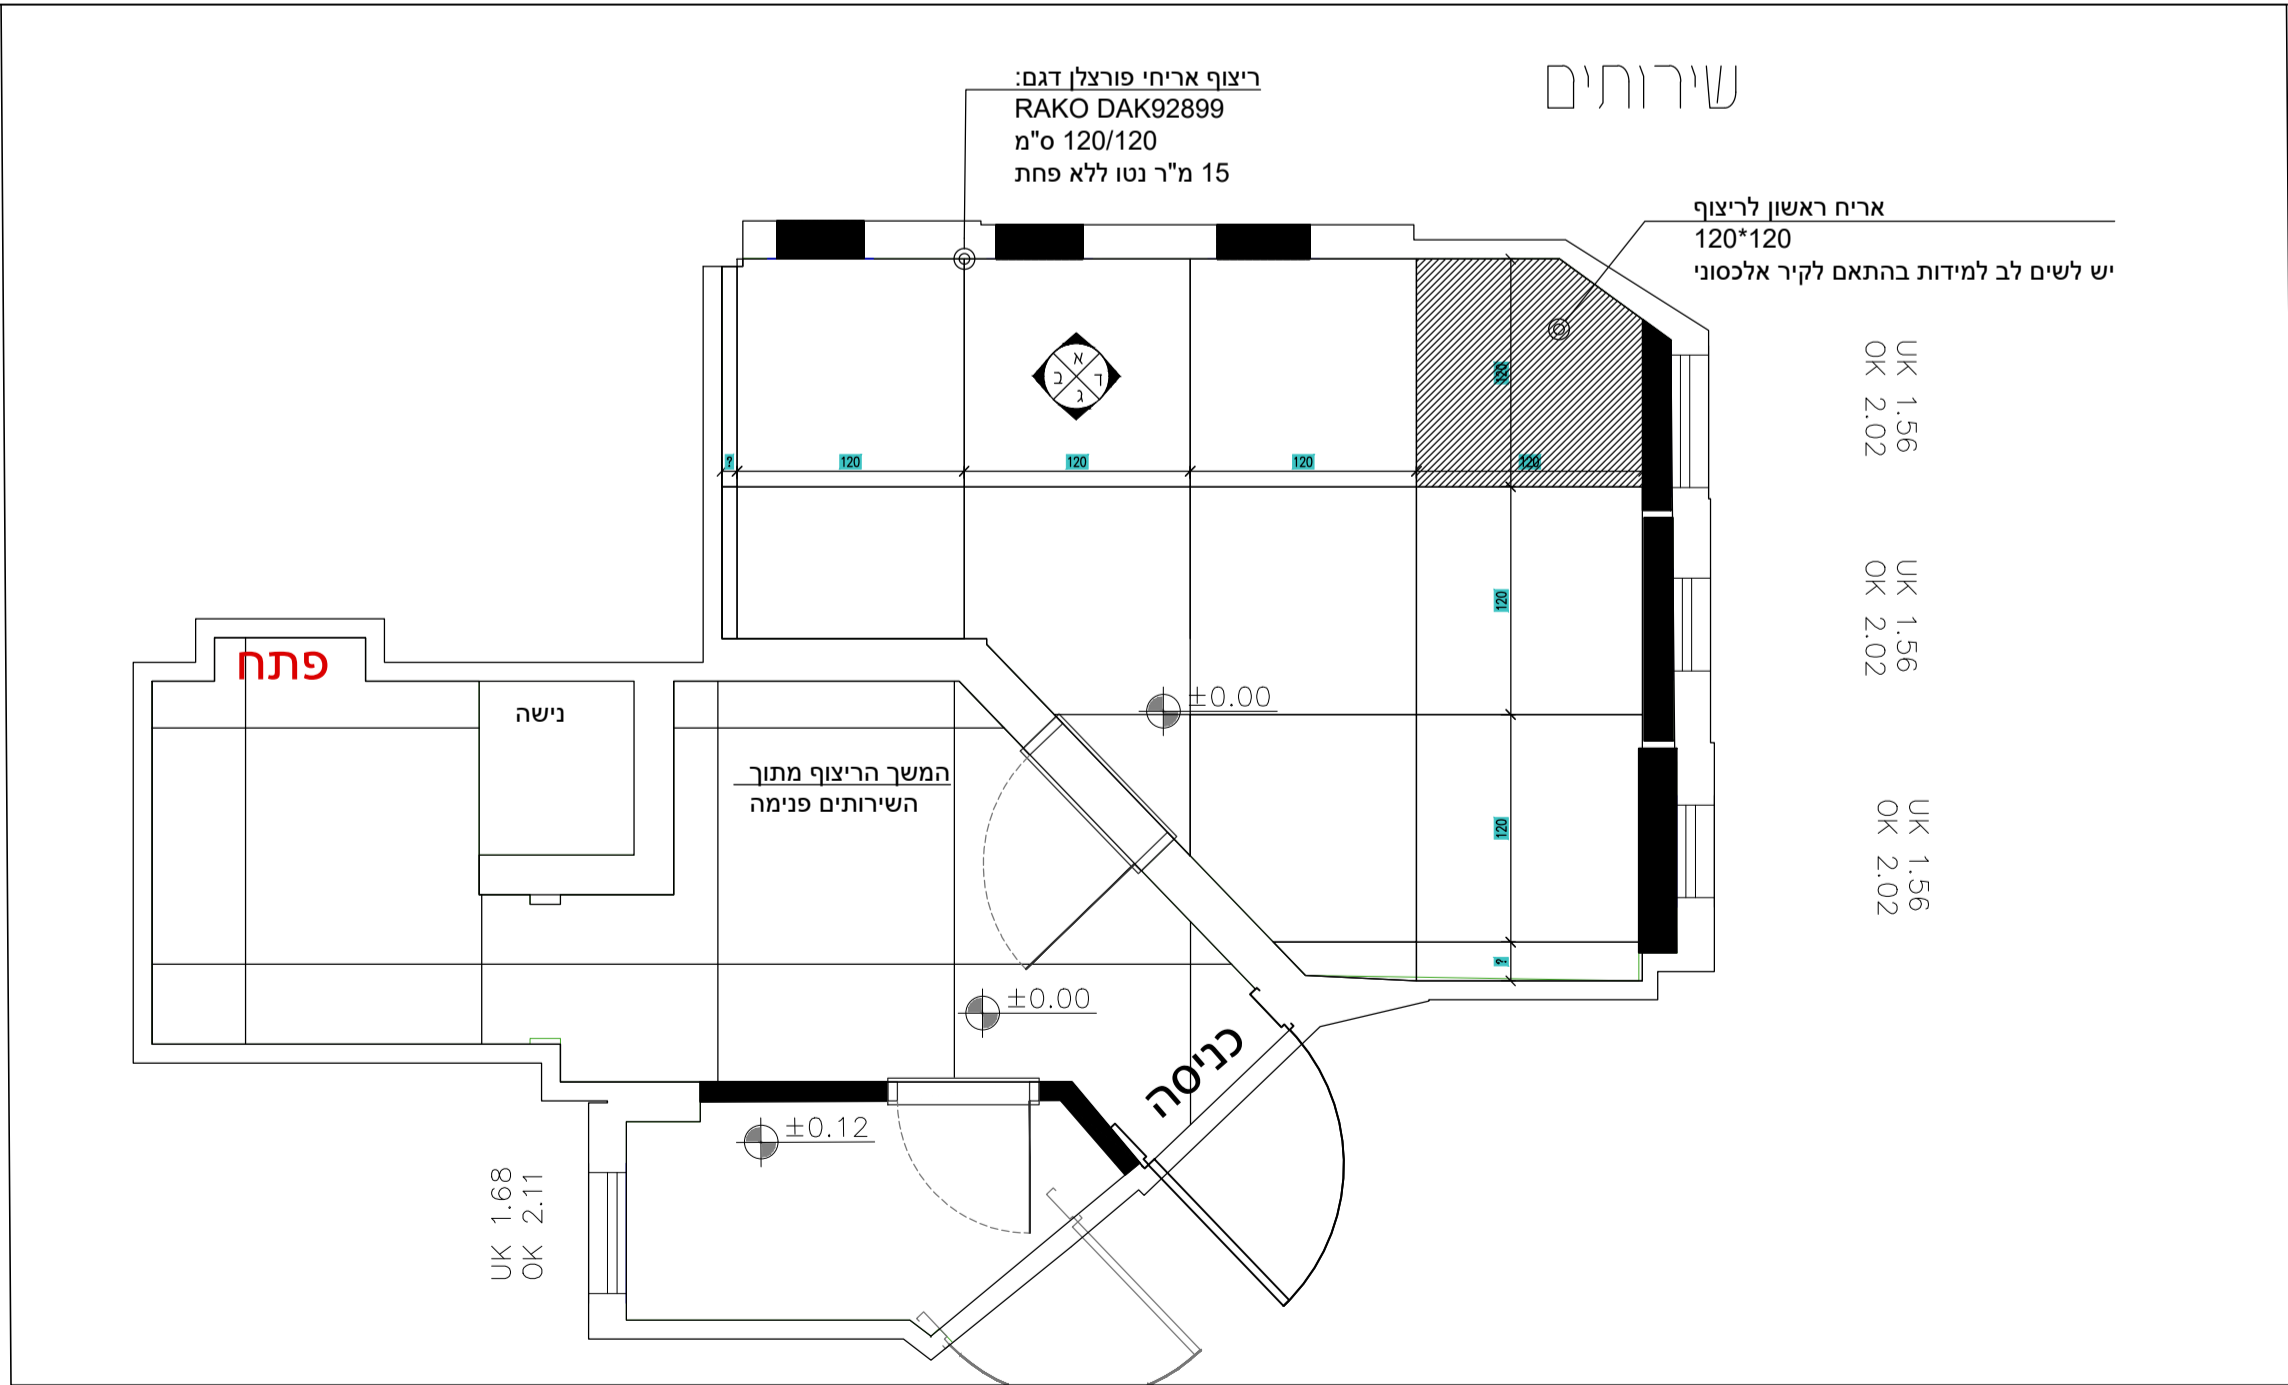 שירותים
ריצוף אריחי פורצלן דגם:
RAKO DAK92899
120/120 ס"מ
15 מ"ר נטו ללא פחת
אריח ראשון לריצוף
120*120
יש לשים לב למידות בהתאם לקיר אלכסוני
א
ב
ד
ג
?
120
120
120
120
120
120
120
?
UK 1.56
OK 2.02
UK 1.56
OK 2.02
UK 1.56
OK 2.02
±0.00
פתח
נישה
המשך הריצוף מתוך
השירותים פנימה
±0.00
כניסה
±0.12
UK 1.68
OK 2.11